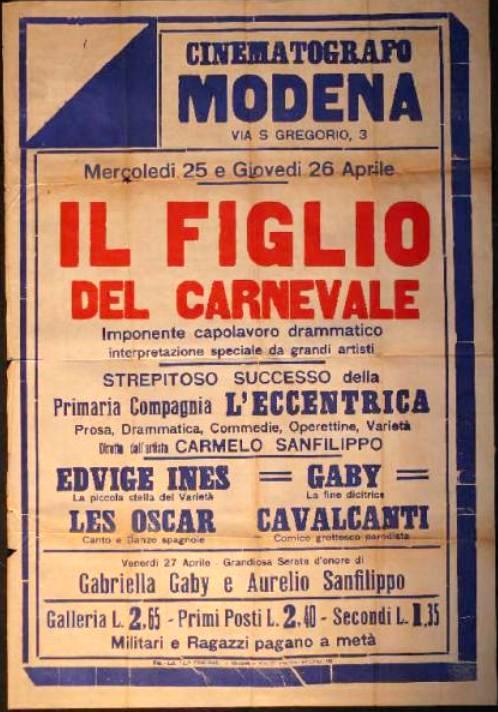 CINEMATOGRAFO
MODENA
VIA S GREGORIO, 3
Mercoledi 25 e Giovedi 26 Aprile
IL FIGLIO
DEL CARNEVALE
Imponente capolavoro drammatico
interpretazione speciale da grandi artisti
STREPITOSO SUCCESSO della
Primaria Compagnia L'ECCENTRICA
Prosa, Drammatica, Commedie, Operettine, Varietà
Diretta dall'artista CARMELO SANFILIPPO
EDVIGE INES
La piccola stella del Varietà
= GABY =
La fine dicitrice
LES OSCAR
Canto e Danze spagnole
CAVALCANTI
Comico grottesco parodista
Venerdi 27 Aprile - Grandiosa Serata d'onore di
Gabriella Gaby e Aurelio Sanfilippo
Galleria L. 2,65 - Primi Posti L. 2,40 - Secondi L. 1,35
Militari e Ragazzi pagano a metà